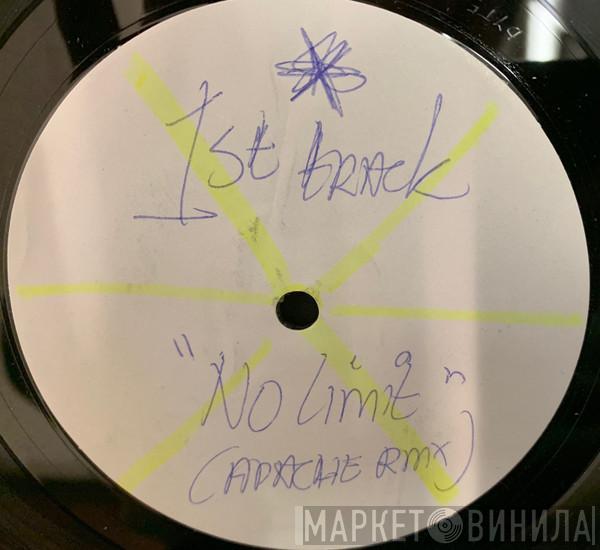 1st track
"No Limit"
(APACHE RMX)
МАРКЕТ ВИНИЛА